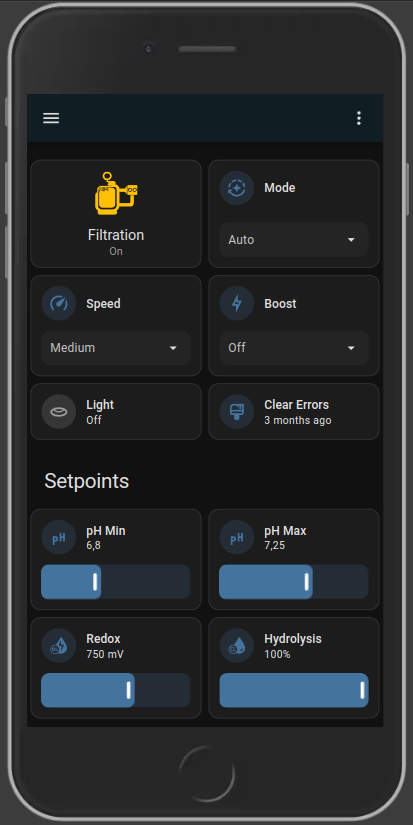 Filtration
On
Mode
Auto
Speed
Medium
Boost
Off
Light
Off
Clear Errors
3 months ago
Setpoints
pH
pH Min
6,8
pH
pH Max
7,25
Redox
750 mV
Hydrolysis
100%